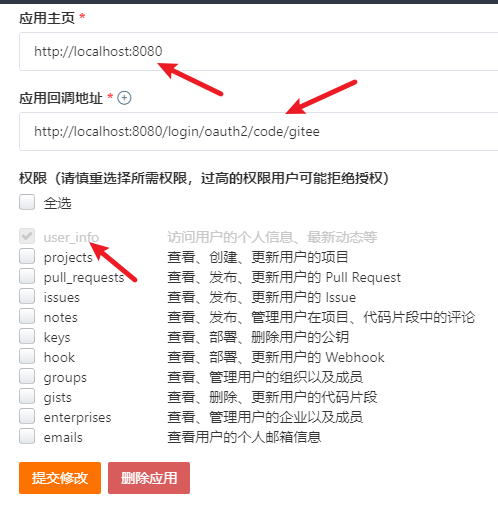 应用主页 *
http://localhost:8080
应用回调地址 *
http://localhost:8080/login/oauth2/code/gitee
权限（请慎重选择所需权限，过高的权限用户可能拒绝授权）
全选
user_info 访问用户的个人信息、最新动态等
projects 查看、创建、更新用户的项目
pull_requests 查看、发布、更新用户的 Pull Request
issues 查看、发布、更新用户的 Issue
notes 查看、发布、管理用户在项目、代码片段中的评论
keys 查看、部署、删除用户的公钥
hook 查看、部署、更新用户的 Webhook
groups 查看、管理用户的组织以及成员
gists 查看、删除、更新用户的代码片段
enterprises 查看、管理用户的企业以及成员
emails 查看用户的个人邮箱信息
提交修改 删除应用